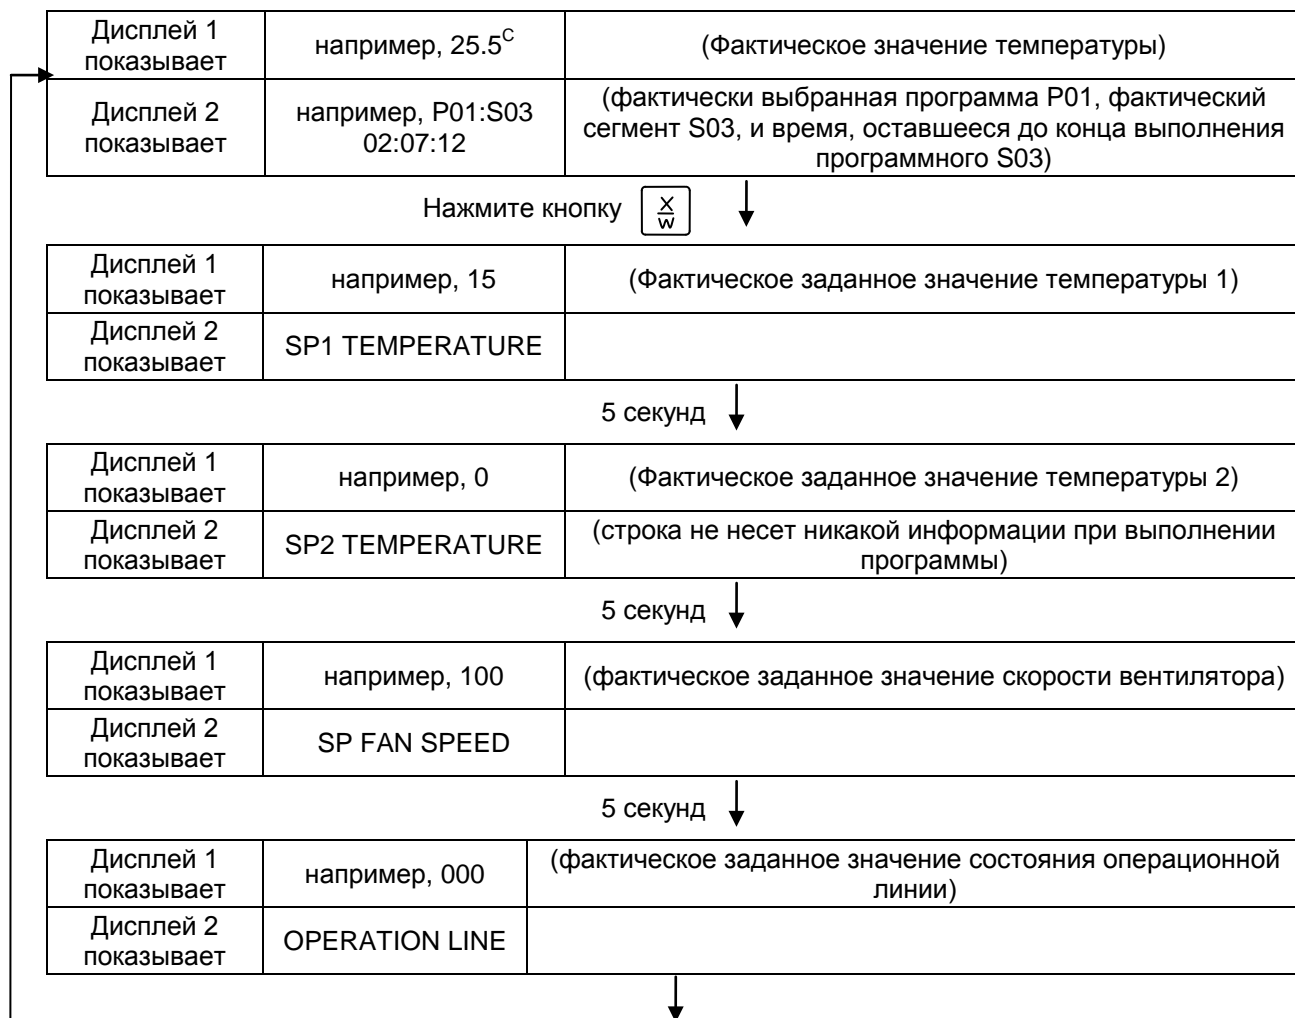 Дисплей 1
показывает
например, 25.5C
(Фактическое значение температуры)
Дисплей 2
показывает
например, P01:S03
02:07:12
(фактически выбранная программа P01, фактический
сегмент S03, и время, оставшееся до конца выполнения
программного S03)
Нажмите кнопку X/W
Дисплей 1
показывает
например, 15
(Фактическое заданное значение температуры 1)
Дисплей 2
показывает
SP1 TEMPERATURE
5 секунд
Дисплей 1
показывает
например, 0
(Фактическое заданное значение температуры 2)
Дисплей 2
показывает
SP2 TEMPERATURE
(строка не несет никакой информации при выполнении
программы)
5 секунд
Дисплей 1
показывает
например, 100
(фактическое заданное значение скорости вентилятора)
Дисплей 2
показывает
SP FAN SPEED
5 секунд
Дисплей 1
показывает
например, 000
(фактическое заданное значение состояния операционной
линии)
Дисплей 2
показывает
OPERATION LINE